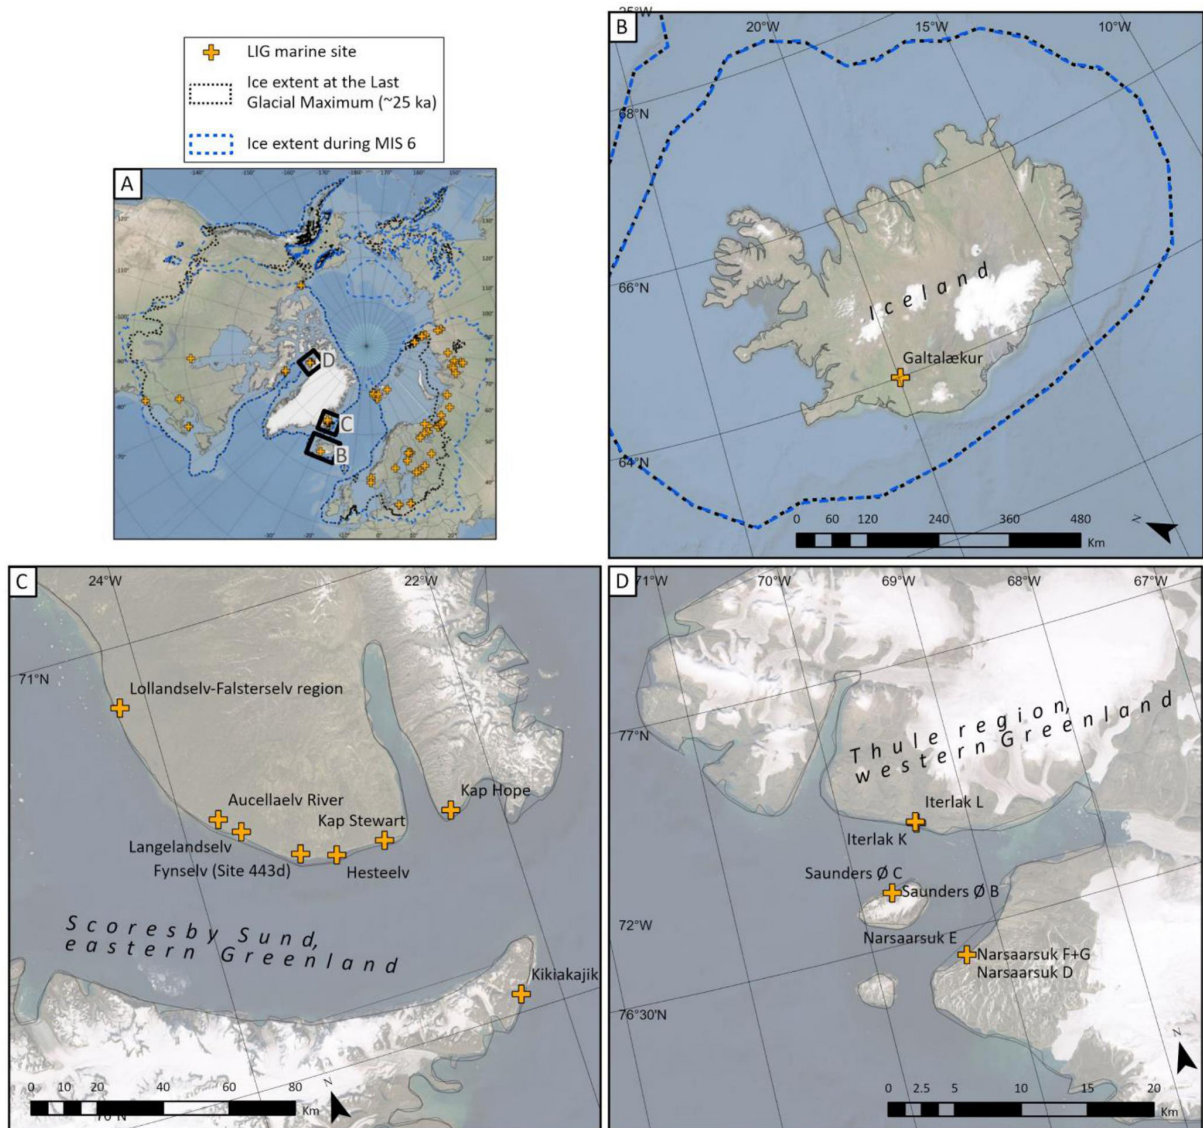 LIG marine site
Ice extent at the Last
Glacial Maximum (~25 ka)
Ice extent during MIS 6
A
D
C
B
B
20°W
15°W
10°W
68°N
66°N
64°N
Iceland
Galtalækur
0 60 120 240 360 480
Km
N
C
24°W
22°W
71°N
Lollandselv-Falsterselv region
Aucellaelv River
Kap Stewart
Kap Hope
Langelandselv
Fynselv (Site 443d)
Hesteelv
Scoresby Sund,
eastern Greenland
Kikiakajik
0 10 20 40 60 80
Km
N
D
71°W
70°W
69°W
68°W
67°W
77°N
Thule region,
western Greenland
Iterlak L
Iterlak K
Saunders Ø C
Saunders Ø B
72°W
Narsaarsuk E
Narsaarsuk F+G
Narsaarsuk D
76°30'N
0 2.5 5 10 15 20
Km
N